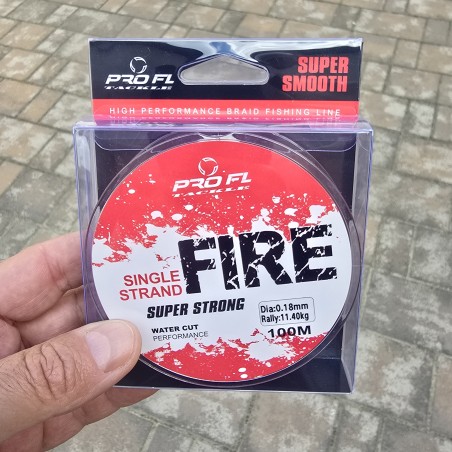 PRO FL
TACKLE
SUPER
SMOOTH
HIGH PERFORMANCE BRAID FISHING LINE
PRO FL
TACKLE
SINGLE
STRAND
FIRE
SUPER STRONG
WATER CUT
PERFORMANCE
Dia:0.18mm
Rally:11.40kg
100M